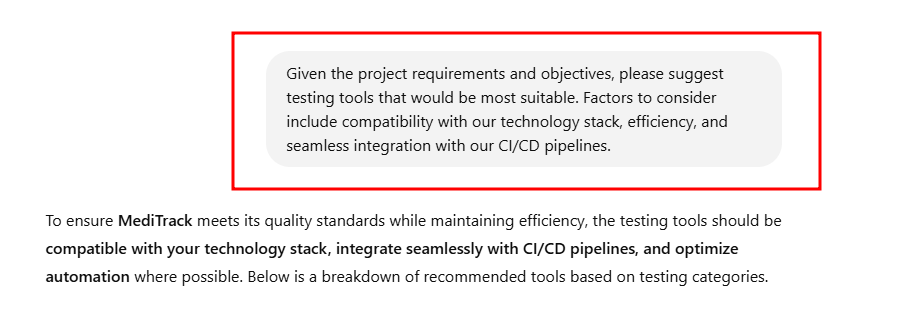 Given the project requirements and objectives, please suggest
testing tools that would be most suitable. Factors to consider
include compatibility with our technology stack, efficiency, and
seamless integration with our CI/CD pipelines.
To ensure MediTrack meets its quality standards while maintaining efficiency, the testing tools should be
compatible with your technology stack, integrate seamlessly with CI/CD pipelines, and optimize
automation where possible. Below is a breakdown of recommended tools based on testing categories.